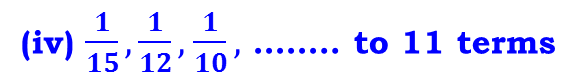 (iv) 1/15, 1/12, 1/10, ........ to 11 terms